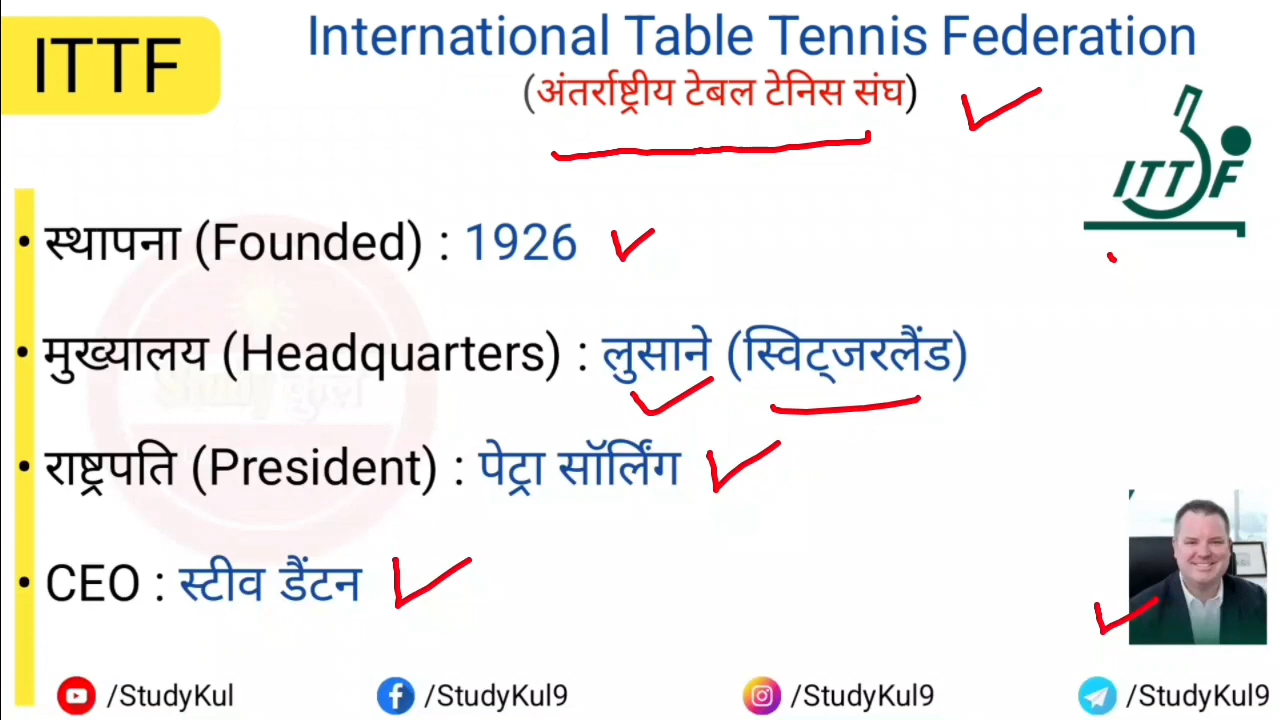 ITTF
International Table Tennis Federation
(अंतर्राष्ट्रीय टेबल टेनिस संघ)
ITTF
• स्थापना (Founded) : 1926
• मुख्यालय (Headquarters) : लुसाने (स्विट्जरलैंड)
Study कुल
• राष्ट्रपति (President) : पेट्रा सॉर्लिंग
• CEO : स्टीव डैंटन
/StudyKul
/StudyKul9
/StudyKul9
/StudyKul9